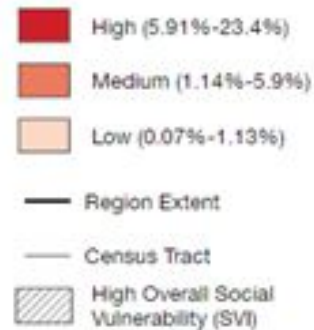 High (5.91%-23.4%)
Medium (1.14%-5.9%)
Low (0.07%-1.13%)
Region Extent
Census Tract
High Overall Social
Vulnerability (SVI)